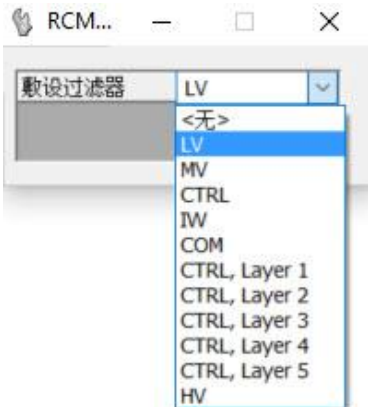 RCM...
敷设过滤器 LV
<无>
LV
MV
CTRL
IW
COM
CTRL, Layer 1
CTRL, Layer 2
CTRL, Layer 3
CTRL, Layer 4
CTRL, Layer 5
HV